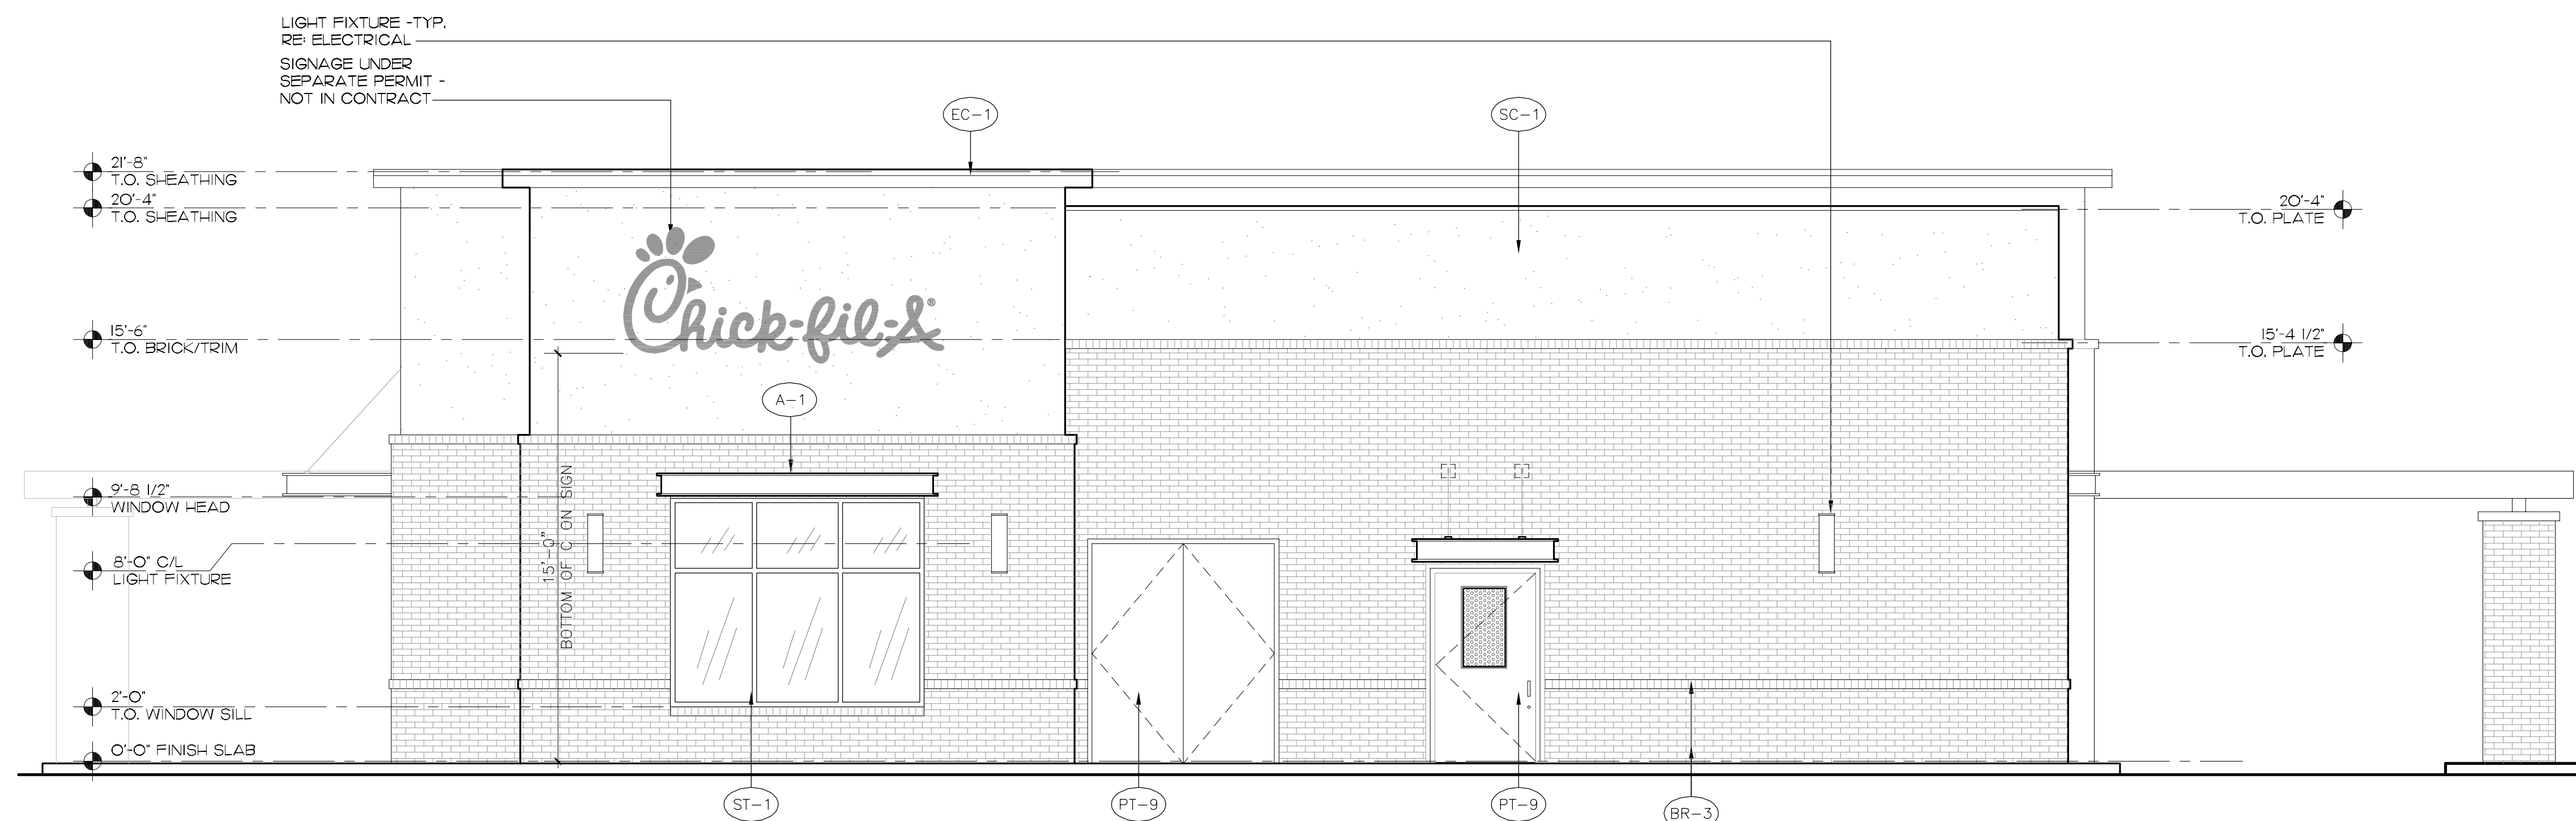 LIGHT FIXTURE -TYP.
RE: ELECTRICAL
SIGNAGE UNDER
SEPARATE PERMIT -
NOT IN CONTRACT
EC-1
SC-1
21'-8"
T.O. SHEATHING
20'-4"
T.O. SHEATHING
20'-4"
T.O. PLATE
Chick-fil-A®
15'-6"
T.O. BRICK/TRIM
15'-4 1/2"
T.O. PLATE
A-1
9'-8 1/2"
WINDOW HEAD
15'-0"
BOTTOM OF C ON SIGN
8'-0" C/L
LIGHT FIXTURE
2'-0"
T.O. WINDOW SILL
0'-0" FINISH SLAB
ST-1
PT-9
PT-9
BR-3